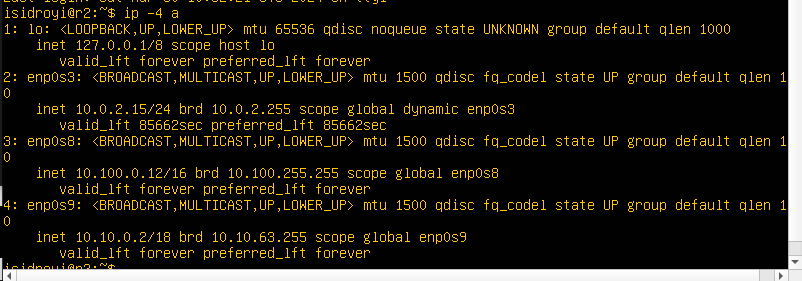 isidroyi@r2:~$ ip -4 a
1: lo: <LOOPBACK,UP,LOWER_UP> mtu 65536 qdisc noqueue state UNKNOWN group default qlen 1000
    inet 127.0.0.1/8 scope host lo
       valid_lft forever preferred_lft forever
2: enp0s3: <BROADCAST,MULTICAST,UP,LOWER_UP> mtu 1500 qdisc fq_codel state UP group default qlen 1
0
    inet 10.0.2.15/24 brd 10.0.2.255 scope global dynamic enp0s3
       valid_lft 85662sec preferred_lft 85662sec
3: enp0s8: <BROADCAST,MULTICAST,UP,LOWER_UP> mtu 1500 qdisc fq_codel state UP group default qlen 1
0
    inet 10.100.0.12/16 brd 10.100.255.255 scope global enp0s8
       valid_lft forever preferred_lft forever
4: enp0s9: <BROADCAST,MULTICAST,UP,LOWER_UP> mtu 1500 qdisc fq_codel state UP group default qlen 1
0
    inet 10.10.0.2/18 brd 10.10.63.255 scope global enp0s9
       valid_lft forever preferred_lft forever
isidroyi@r2:~$